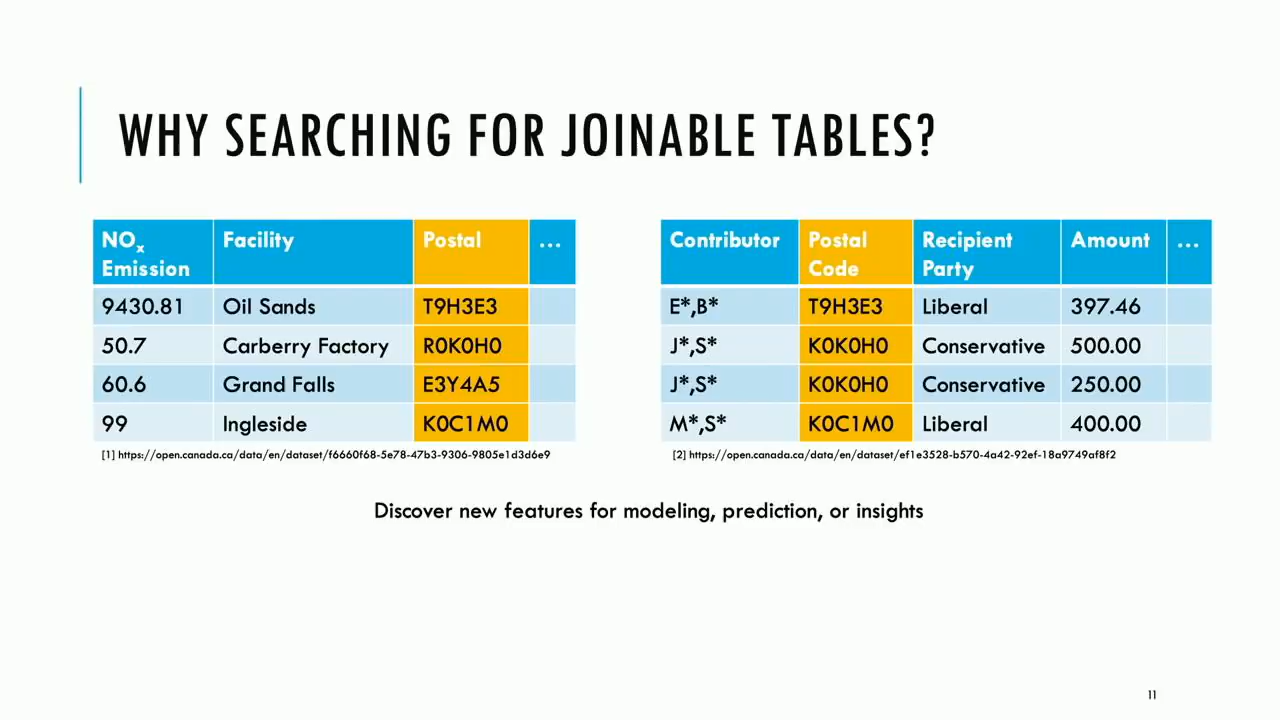 WHY SEARCHING FOR JOINABLE TABLES?
NOx Emission Facility Postal ...
9430.81 Oil Sands T9H3E3
50.7 Carberry Factory R0K0H0
60.6 Grand Falls E3Y4A5
99 Ingleside K0C1M0
[1] https://open.canada.ca/data/en/dataset/f6660f68-5e78-47b3-9306-9805e1d3d6e9
Contributor Postal Code Recipient Party Amount ...
E*,B* T9H3E3 Liberal 397.46
J*,S* K0K0H0 Conservative 500.00
J*,S* K0K0H0 Conservative 250.00
M*,S* K0C1M0 Liberal 400.00
[2] https://open.canada.ca/data/en/dataset/ef1e3528-b570-4a42-92ef-18a9749af8f2
Discover new features for modeling, prediction, or insights
11